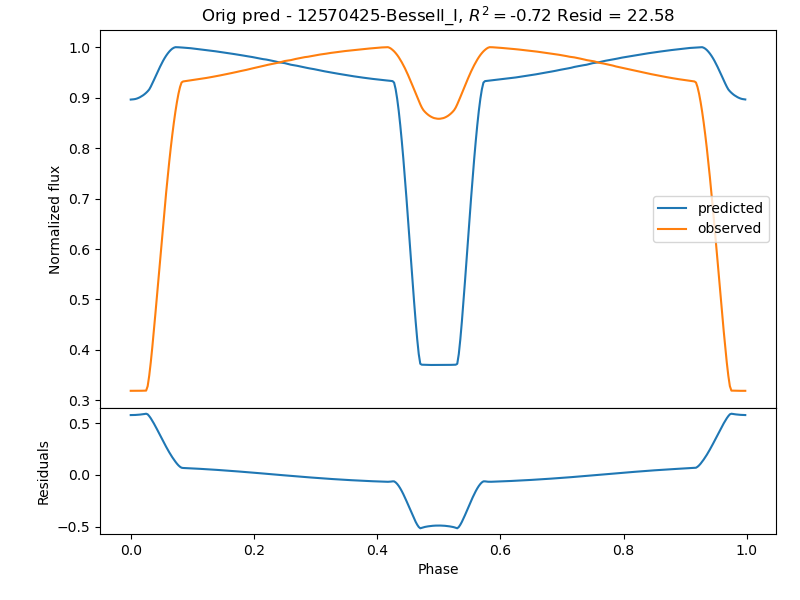 Orig pred - 12570425-Bessell_I, $R^2=$-0.72 Resid = 22.58
Normalized flux
1.0
0.9
0.8
0.7
0.6
0.5
0.4
0.3
predicted
observed
Residuals
0.5
0.0
−0.5
0.0 0.2 0.4 0.6 0.8 1.0
Phase